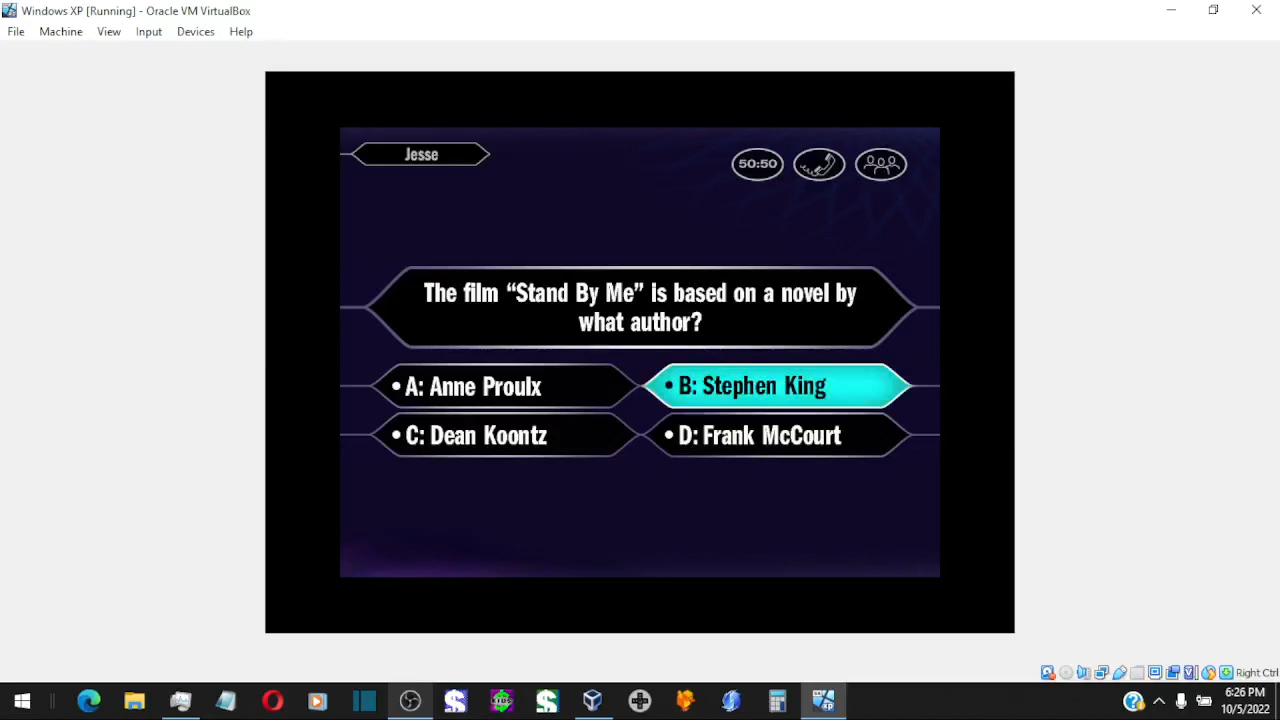 Windows XP [Running] - Oracle VM VirtualBox
File Machine View Input Devices Help
Jesse
50:50
The film “Stand By Me” is based on a novel by
what author?
• A: Anne Proulx
• B: Stephen King
• C: Dean Koontz
• D: Frank McCourt
Right Ctrl
6:26 PM
10/5/2022